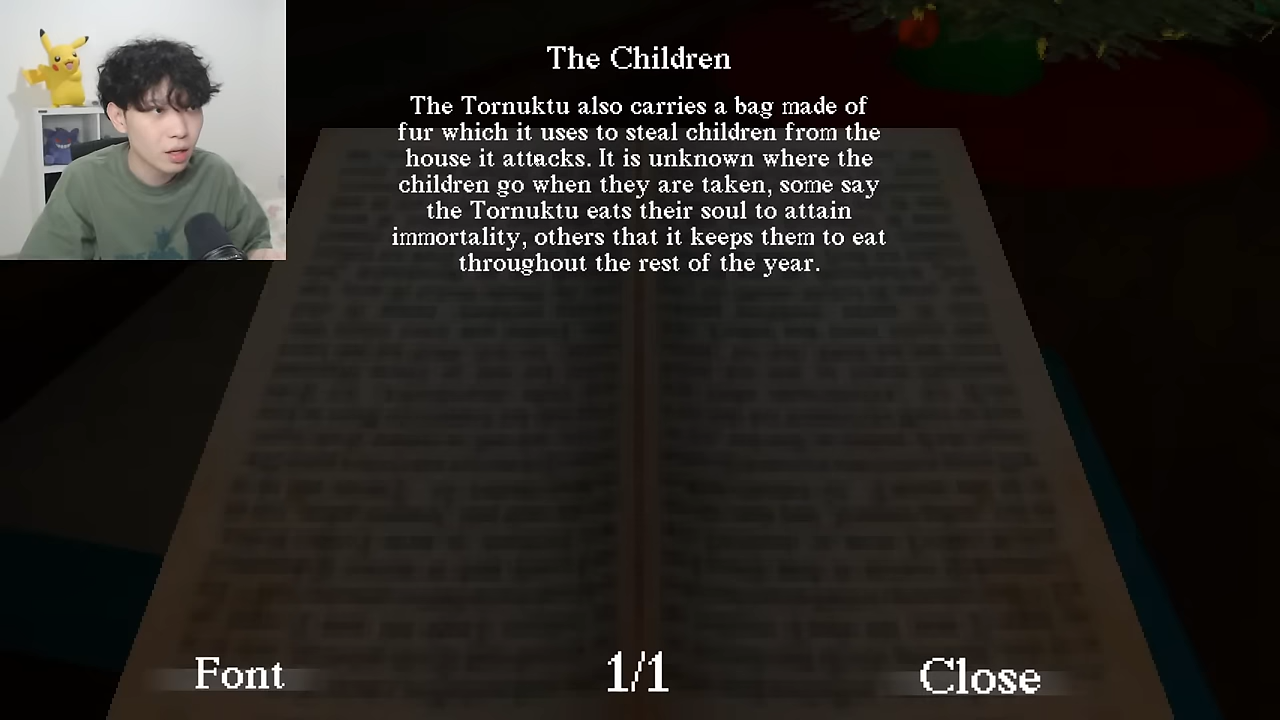 The Children
The Tornuktu also carries a bag made of
fur which it uses to steal children from the
house it attacks. It is unknown where the
children go when they are taken, some say
the Tornuktu eats their soul to attain
immortality, others that it keeps them to eat
throughout the rest of the year.
Font
1/1
Close